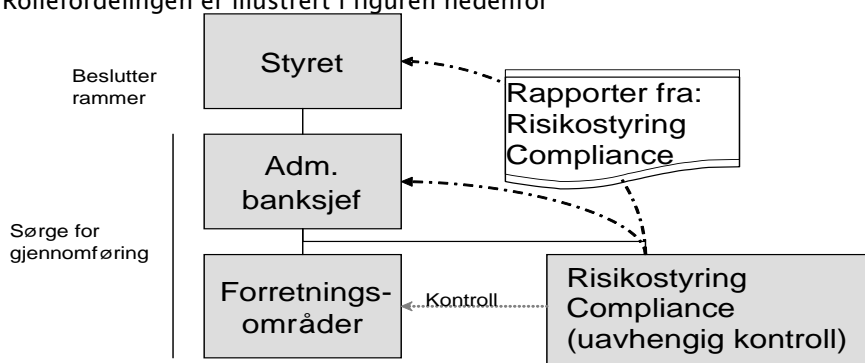 Rollefordelingen er illustrert i figuren nedenfor
Styret
Beslutter
rammer
Rapporter fra:
Risikostyring
Compliance
Adm.
banksjef
Sørge for
gjennomføring
Forretnings-
områder
Kontroll
Risikostyring
Compliance
(uavhengig kontroll)